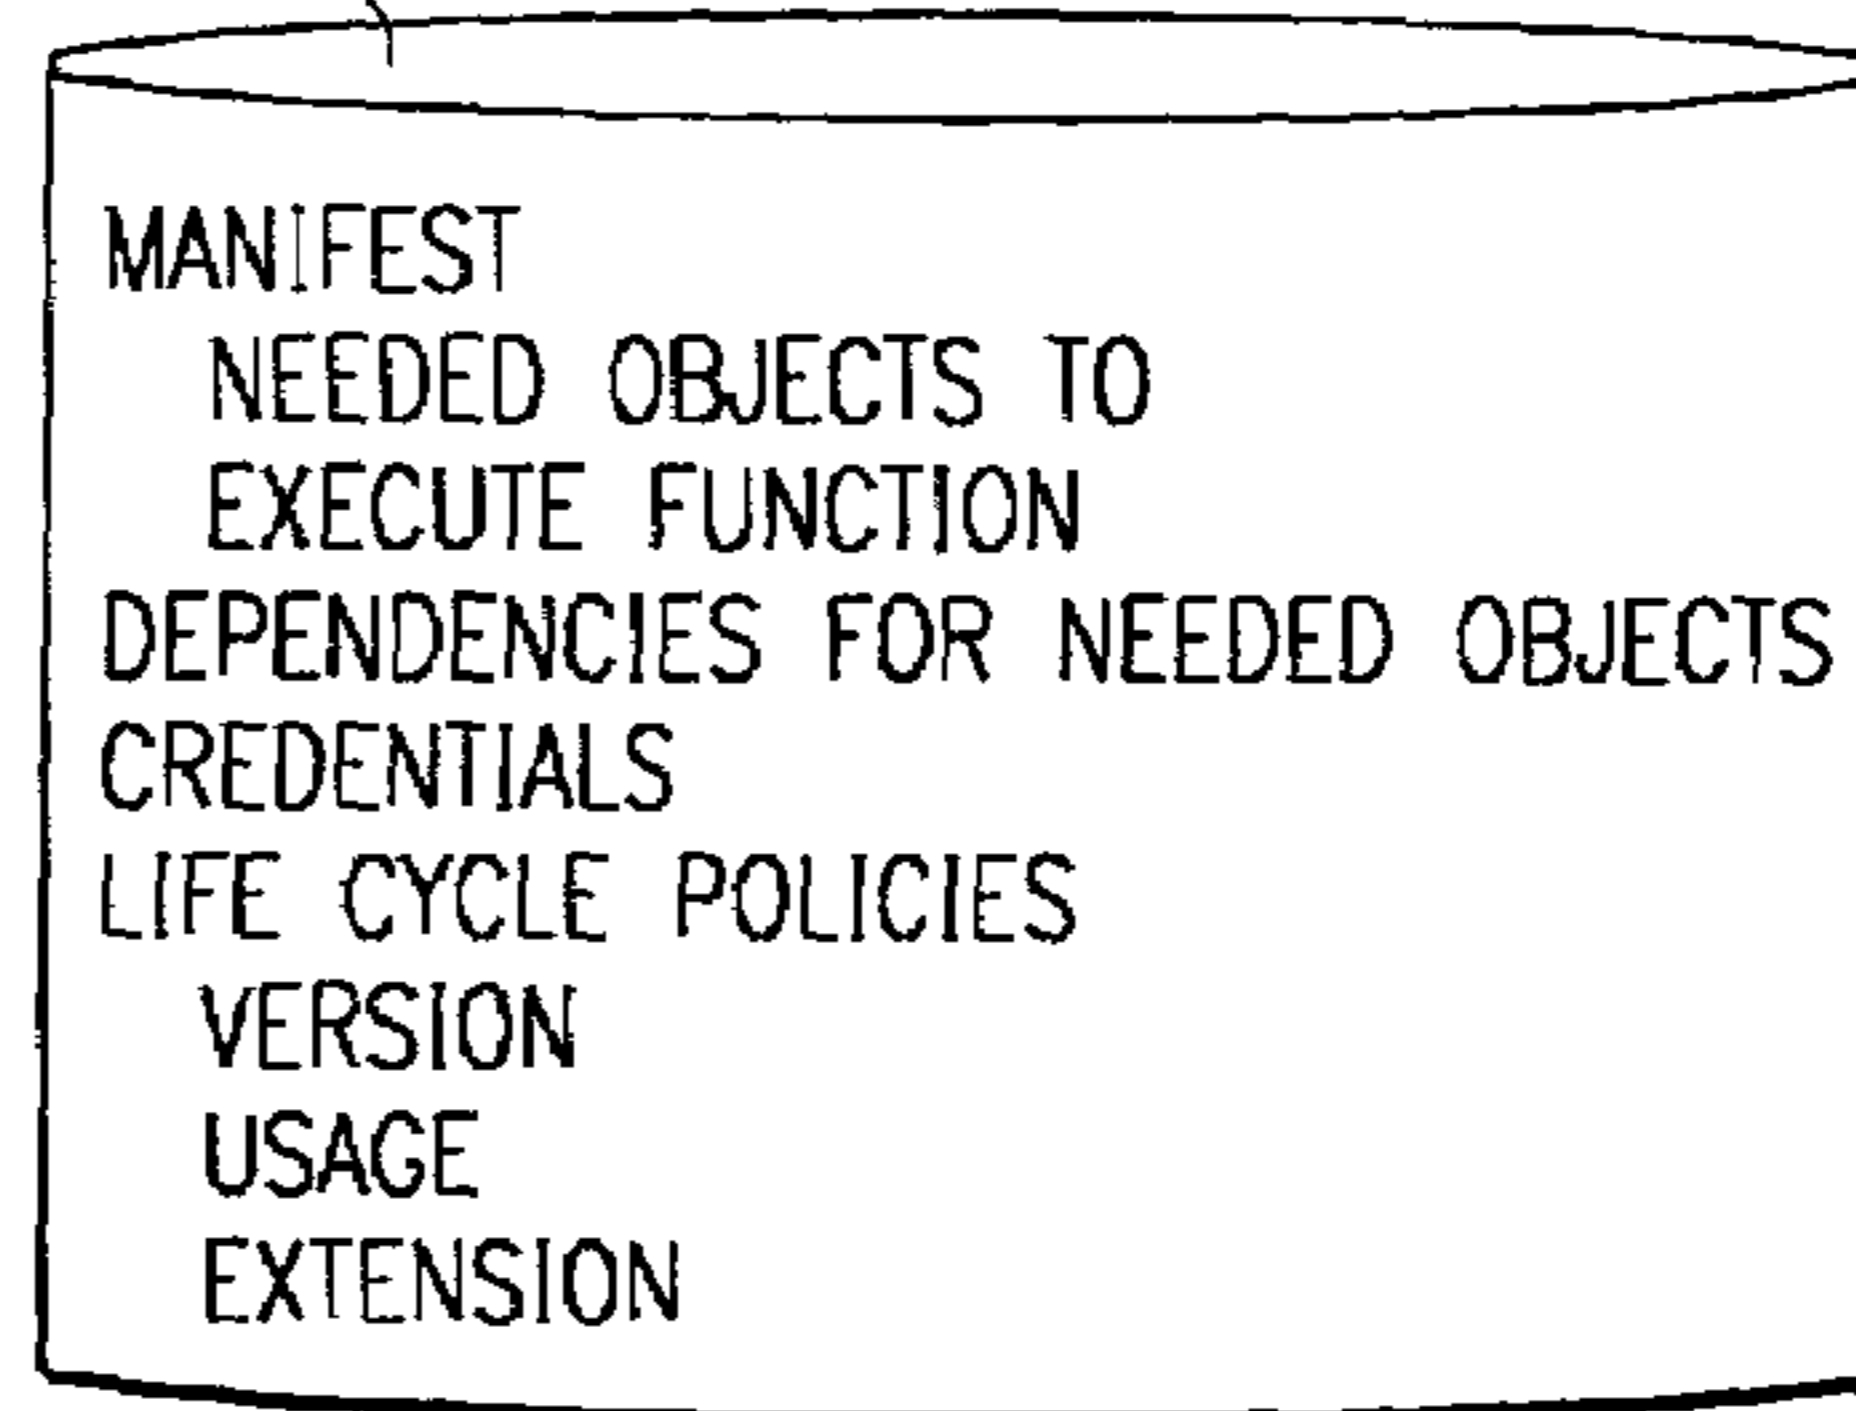 MANIFEST
NEEDED OBJECTS TO
EXECUTE FUNCTION
DEPENDENCIES FOR NEEDED OBJECTS
CREDENTIALS
LIFE CYCLE POLICIES
VERSION
USAGE
EXTENSION